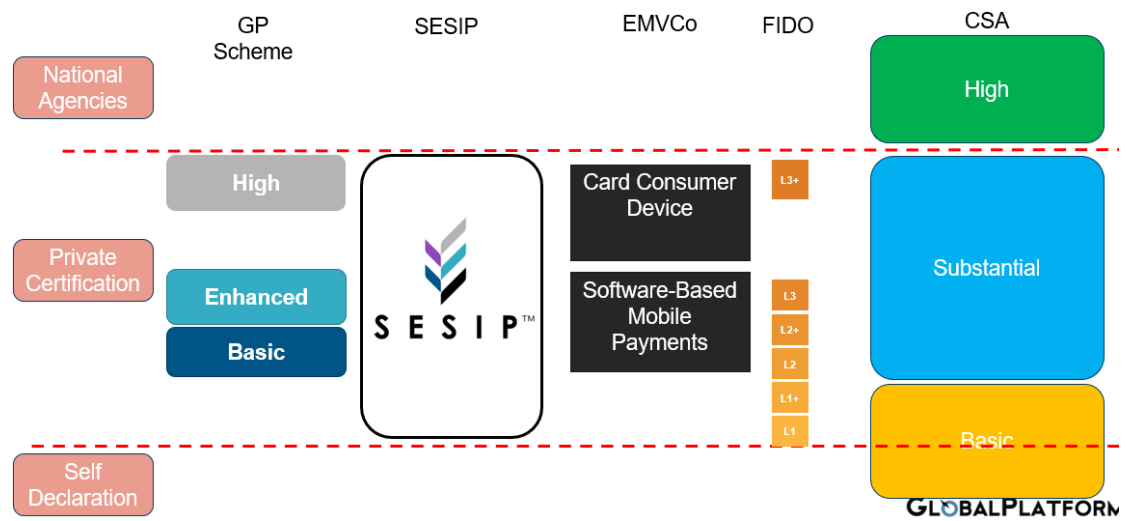 GP
Scheme
SESIP
EMVCo
FIDO
CSA
National
Agencies
High
High
Card Consumer
Device
L3+
Private
Certification
Substantial
Enhanced
Basic
SESIP™
Software-Based
Mobile
Payments
L3
L2+
L2
L1+
L1
Basic
Self
Declaration
GLOBALPLATFORM